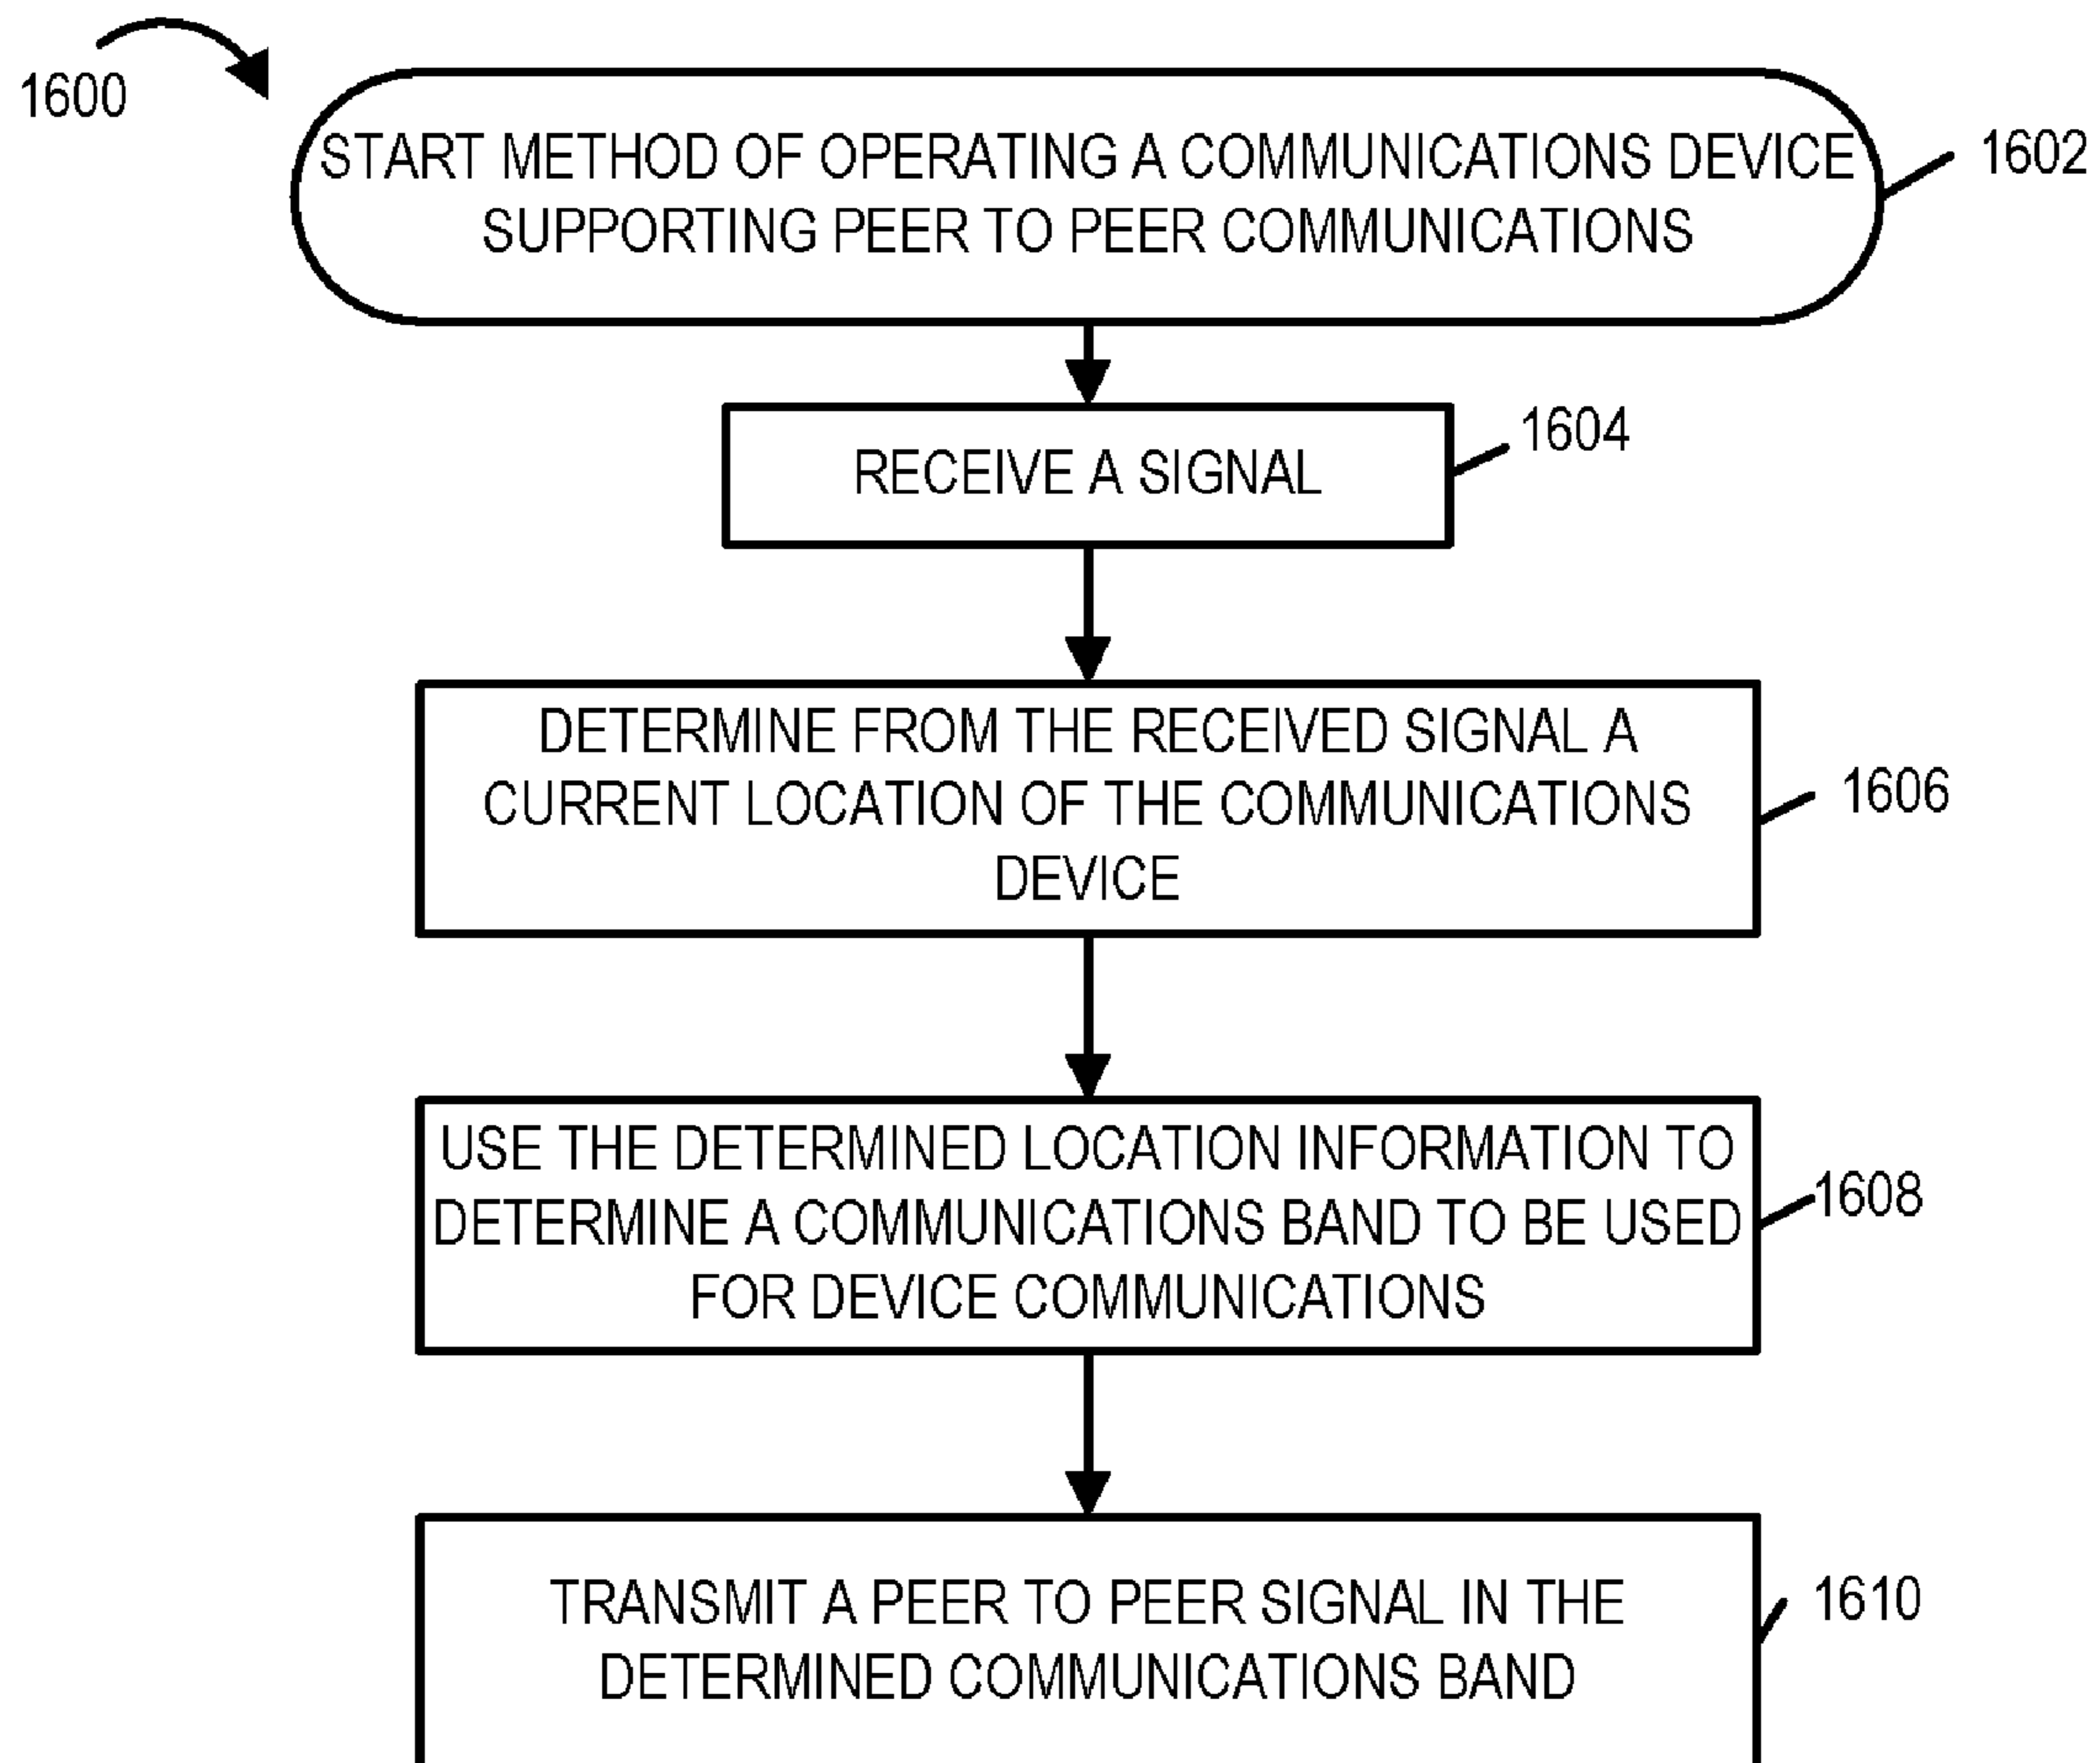 1600
START METHOD OF OPERATING A COMMUNICATIONS DEVICE
SUPPORTING PEER TO PEER COMMUNICATIONS
1602
RECEIVE A SIGNAL
1604
DETERMINE FROM THE RECEIVED SIGNAL A
CURRENT LOCATION OF THE COMMUNICATIONS
DEVICE
1606
USE THE DETERMINED LOCATION INFORMATION TO
DETERMINE A COMMUNICATIONS BAND TO BE USED
FOR DEVICE COMMUNICATIONS
1608
TRANSMIT A PEER TO PEER SIGNAL IN THE
DETERMINED COMMUNICATIONS BAND
1610